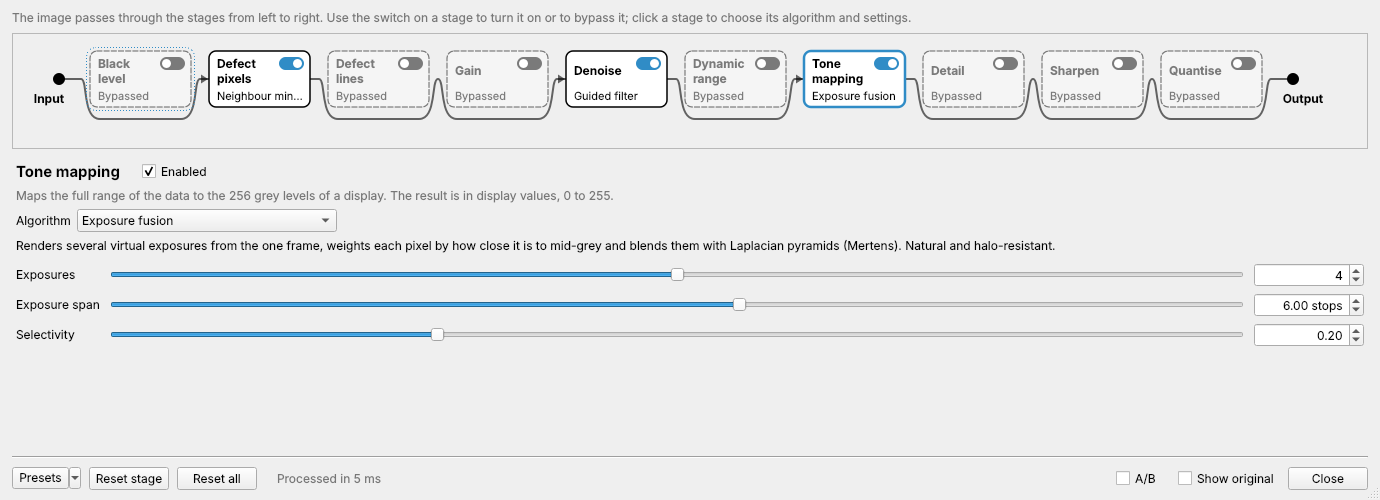 The image passes through the stages from left to right. Use the switch on a stage to turn it on or to bypass it; click a stage to choose its algorithm and settings.
Input
Black level
Bypassed
Defect pixels
Neighbour min...
Defect lines
Bypassed
Gain
Bypassed
Denoise
Guided filter
Dynamic range
Bypassed
Tone mapping
Exposure fusion
Detail
Bypassed
Sharpen
Bypassed
Quantise
Bypassed
Output
Tone mapping Enabled
Maps the full range of the data to the 256 grey levels of a display. The result is in display values, 0 to 255.
Algorithm Exposure fusion
Renders several virtual exposures from the one frame, weights each pixel by how close it is to mid-grey and blends them with Laplacian pyramids (Mertens). Natural and halo-resistant.
Exposures 4
Exposure span 6.00 stops
Selectivity 0.20
Presets Reset stage Reset all Processed in 5 ms A/B Show original Close